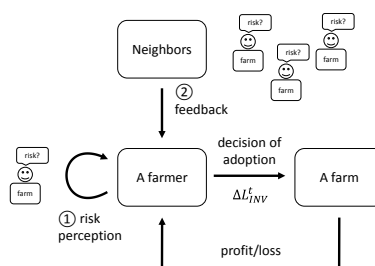 risk?
farm
risk?
farm
risk?
farm
Neighbors
② feedback
risk?
farm
① risk perception
A farmer
decision of adoption
ΔL^t_INV
A farm
profit/loss